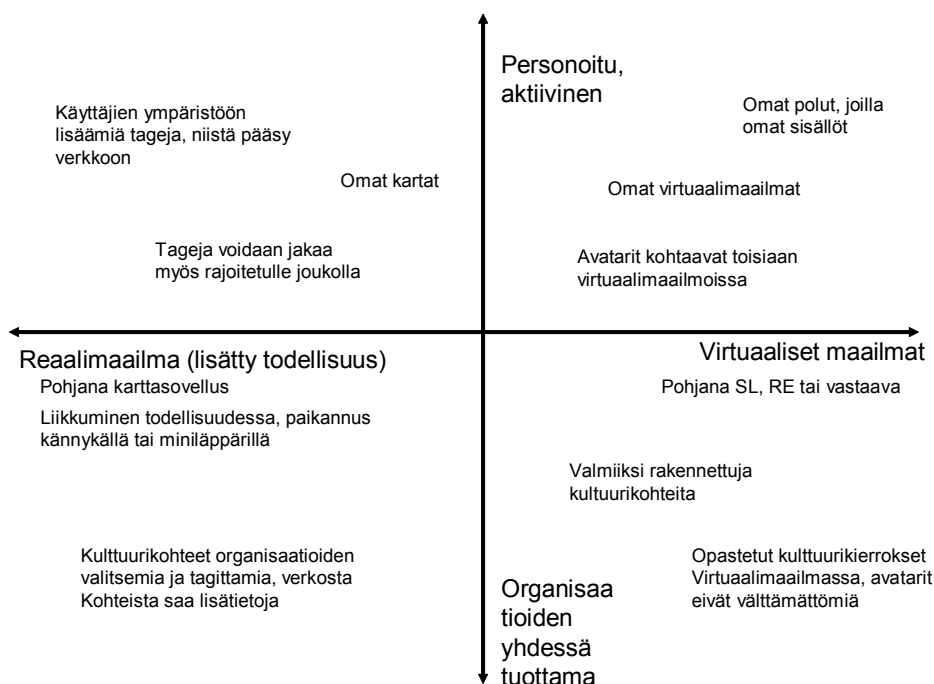 Personoitu,
aktiivinen
Käyttäjien ympäristöön
lisäämiä tageja, niistä pääsy
verkkoon
Omat kartat
Tageja voidaan jakaa
myös rajoitetulle joukolla
Omat polut, joilla
omat sisällöt
Omat virtuaalimaailmat
Avatarit kohtaavat toisiaan
virtuaalimaailmoissa
Reaalimaailma (lisätty todellisuus)
Pohjana karttasovellus
Liikkuminen todellisuudessa, paikannus
kännykällä tai miniläppärillä
Virtuaaliset maailmat
Pohjana SL, RE tai vastaava
Valmiiksi rakennettuja
kultuurikohteita
Kulttuurikohteet organisaatioiden
valitsemia ja tagittamia, verkosta
Kohteista saa lisätietoja
Organisaa
tioiden
yhdessä
tuottama
Opastetut kulttuurikierrokset
Virtuaalimaailmassa, avatarit
eivät välttämättömiä